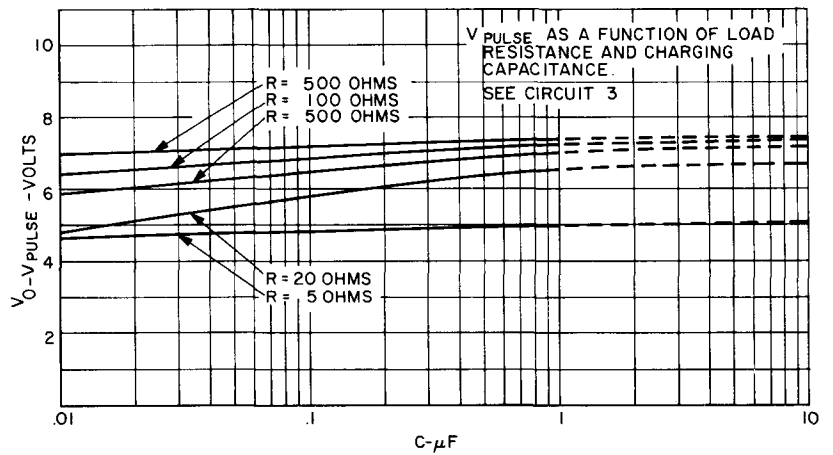 V PULSE AS A FUNCTION OF LOAD
RESISTANCE AND CHARGING
CAPACITANCE.
SEE CIRCUIT 3
R = 500 OHMS
R = 100 OHMS
R = 500 OHMS
R = 20 OHMS
R = 5 OHMS
10
8
6
4
2
VO-VPULSE -VOLTS
.01 .1 1 10
C-μF